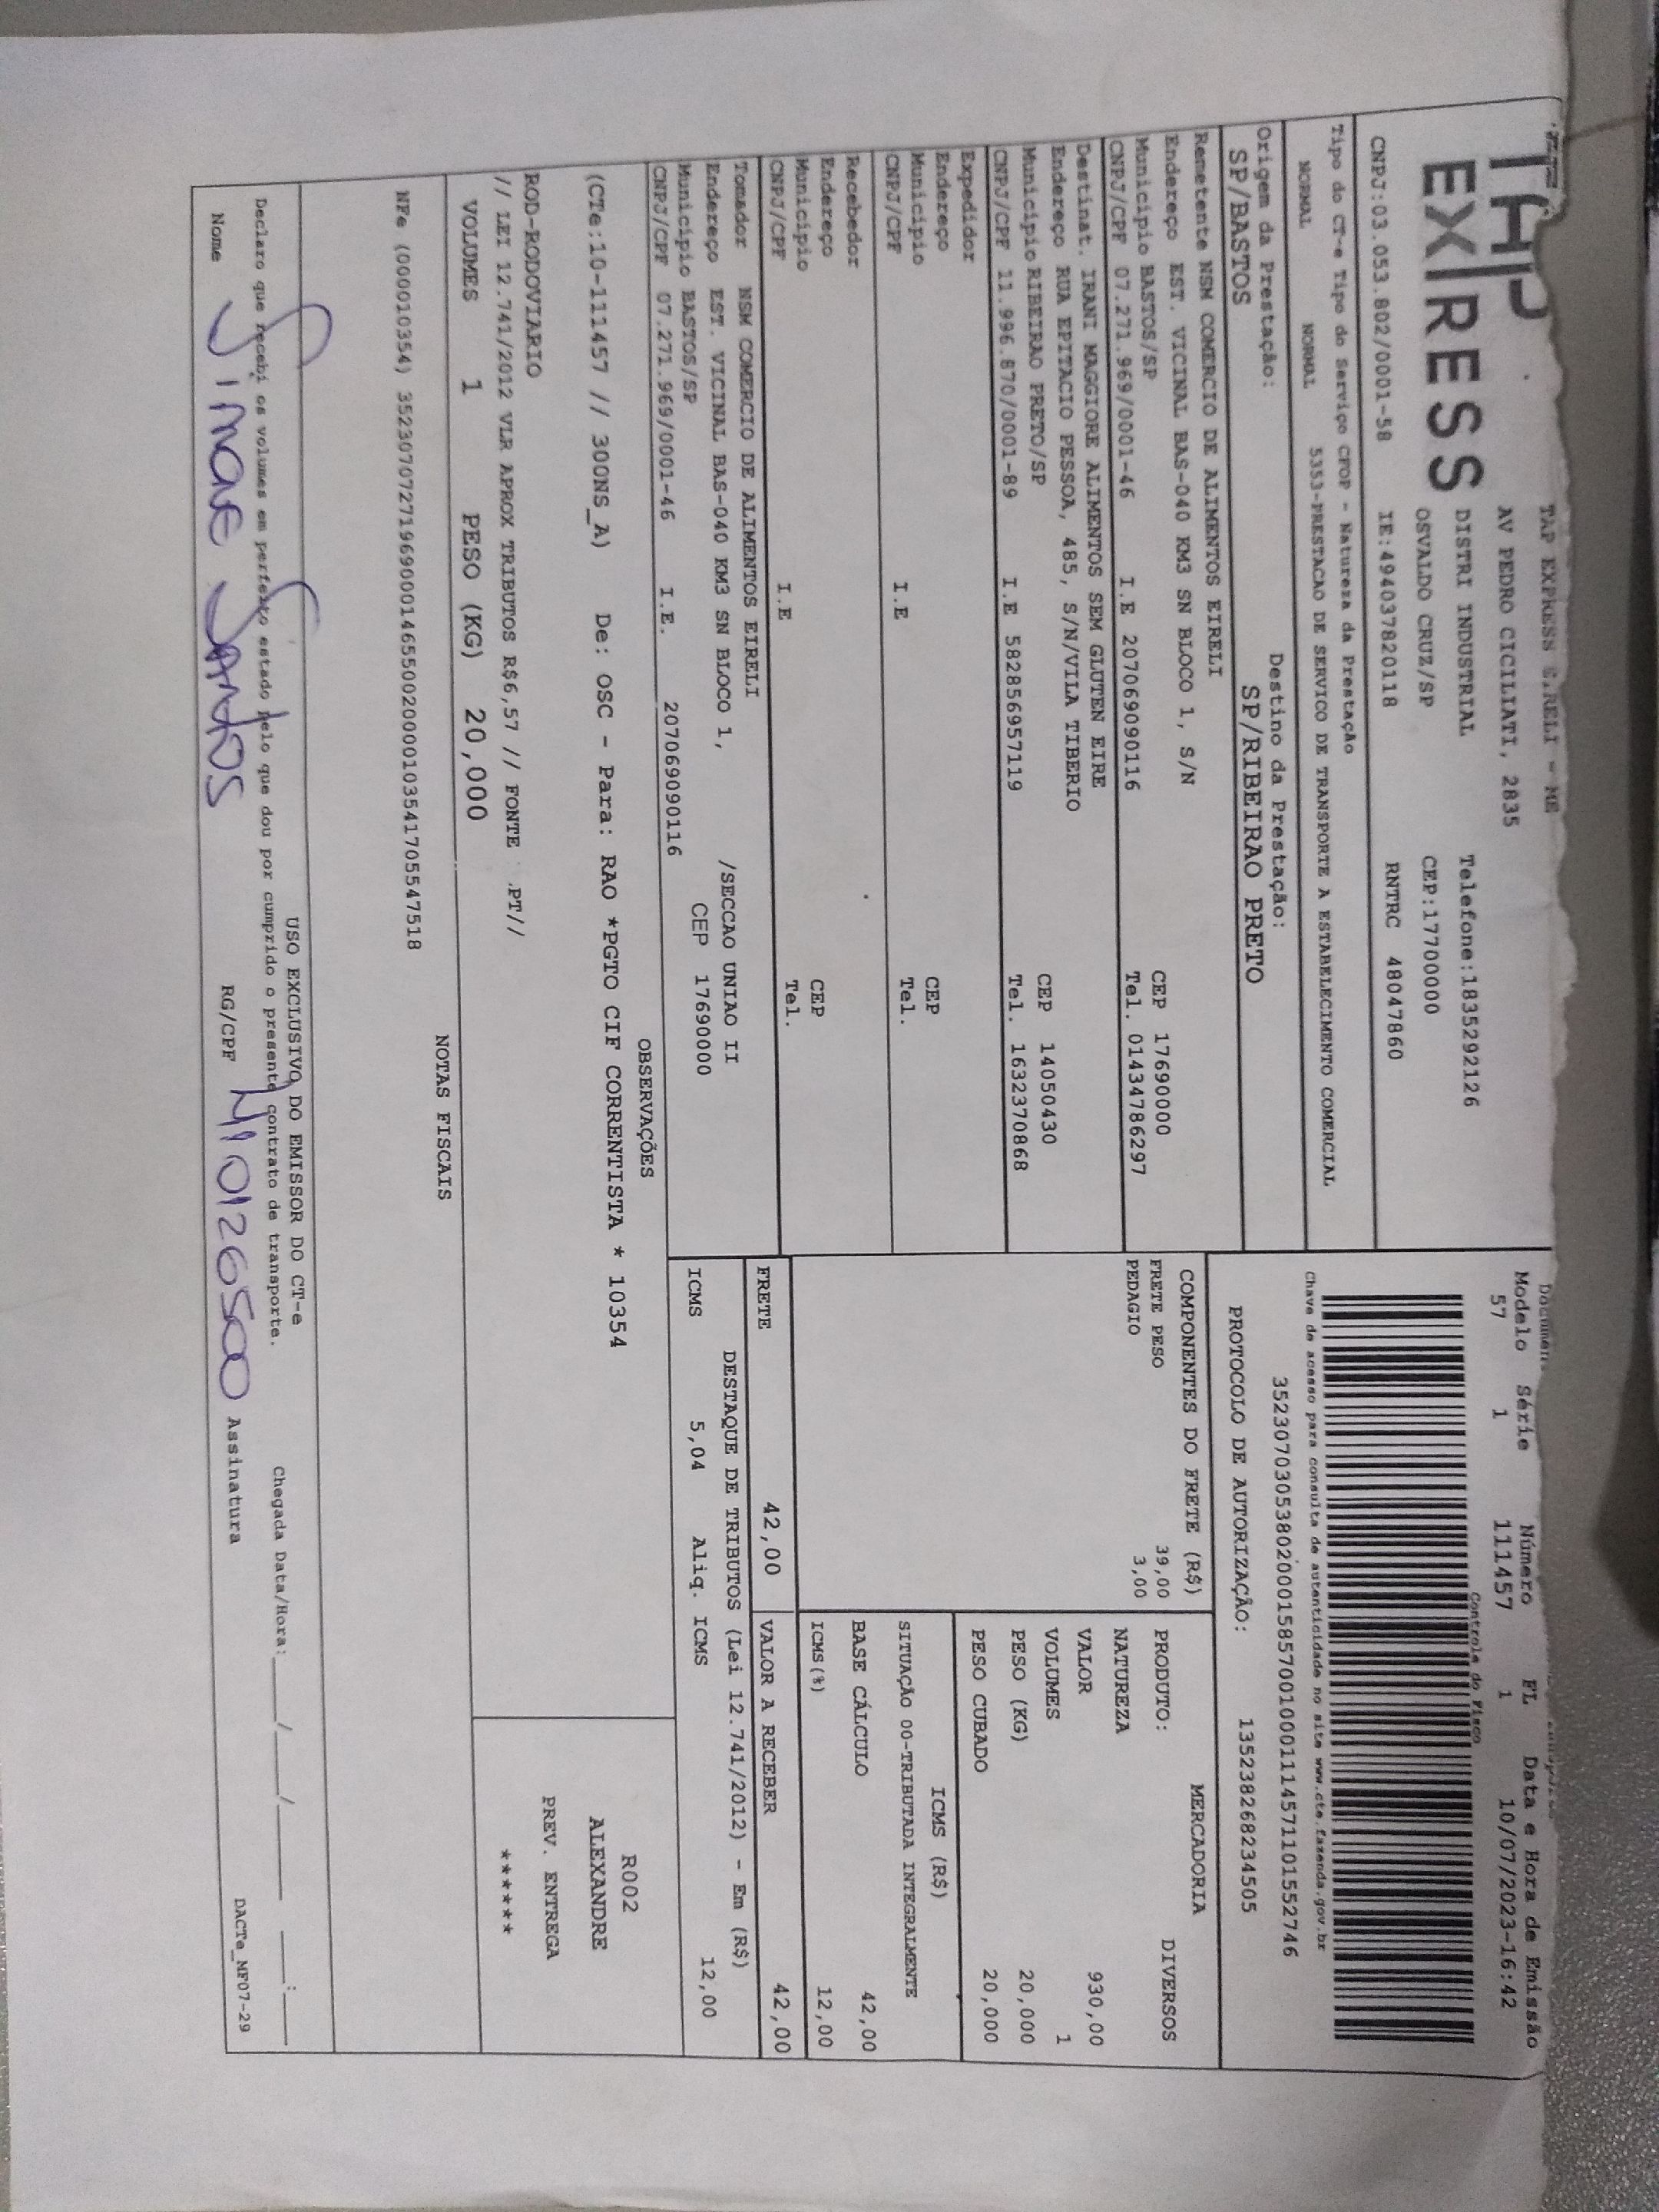 TAP EXPRESS
TAP EXPRESS EIRELI - ME
AV PEDRO CICILIATI, 2835
DISTRI INDUSTRIAL Telefone:1835292126
OSVALDO CRUZ/SP CEP:17700000
CNPJ:03.053.802/0001-58 IE:494037820118 RNTRC 48047860
Modelo Série Número FL Data e Hora de Emissão
57 1 111457 1 10/07/2023-16:42
Controle do Fisco
Chave de acesso para consulta de autenticidade no site www.cte.fazenda.gov.br
35230703053802000158570010001114571101552746
PROTOCOLO DE AUTORIZAÇÃO: 135238268234505
Tipo do CT-e Tipo do Serviço CFOP - Natureza da Prestação
NORMAL NORMAL 5353-PRESTACAO DE SERVICO DE TRANSPORTE A ESTABELECIMENTO COMERCIAL
Origem da Prestação: Destino da Prestação:
SP/BASTOS SP/RIBEIRAO PRETO
Remetente NSM COMERCIO DE ALIMENTOS EIRELI
Endereço EST. VICINAL BAS-040 KM3 SN BLOCO 1, S/N
Municipio BASTOS/SP CEP 17690000
CNPJ/CPF 07.271.969/0001-46 I.E 207069090116 Tel. 01434786297
Destinat. IRANI MAGGIORE ALIMENTOS SEM GLUTEN EIRE
Endereço RUA EPITACIO PESSOA, 485, S/N/VILA TIBERIO
Municipio RIBEIRAO PRETO/SP CEP 14050430
CNPJ/CPF 11.996.870/0001-89 I.E 582856957119 Tel. 1632370868
Expedidor
Endereço
Municipio CEP
CNPJ/CPF I.E Tel.
Recebedor
Endereço
Municipio CEP
CNPJ/CPF I.E Tel.
Tomador NSM COMERCIO DE ALIMENTOS EIRELI
Endereço EST. VICINAL BAS-040 KM3 SN BLOCO 1, /SECCAO UNIAO II
Municipio BASTOS/SP CEP 17690000
CNPJ/CPF 07.271.969/0001-46 I.E. 207069090116
COMPONENTES DO FRETE (R$)
FRETE PESO 39,00
PEDAGIO 3,00
MERCADORIA
PRODUTO: DIVERSOS
NATUREZA
VALOR 930,00
VOLUMES 1
PESO (KG) 20,000
PESO CUBADO 20,000
ICMS (R$)
SITUAÇÃO 00-TRIBUTADA INTEGRALMENTE
BASE CÁLCULO 42,00
ICMS(%) 12,00
FRETE 42,00 VALOR A RECEBER 42,00
DESTAQUE DE TRIBUTOS (Lei 12.741/2012) - Em (R$)
ICMS 5,04 Aliq. ICMS 12,00
OBSERVAÇÕES
(CTe:10-111457 // 300NS_A) De: OSC - Para: RAO *PGTO CIF CORRENTISTA * 10354
ROD-RODOVIARIO
// LEI 12.741/2012 VLR APROX TRIBUTOS R$6,57 // FONTE .PT//
R002
ALEXANDRE
PREV. ENTREGA
*******
VOLUMES 1 PESO (KG) 20,000
NOTAS FISCAIS
NFe (000010354) 35230707271969000146550020000103541705547518
USO EXCLUSIVO DO EMISSOR DO CT-e
Declaro que recebi os volumes em perfeito estado pelo que dou por cumprido o presente contrato de transporte. Chegada Data/Hora:____/____/____ ___:___
Nome Simone Santos RG/CPF 410126500 Assinatura
DACTe_MF07-29